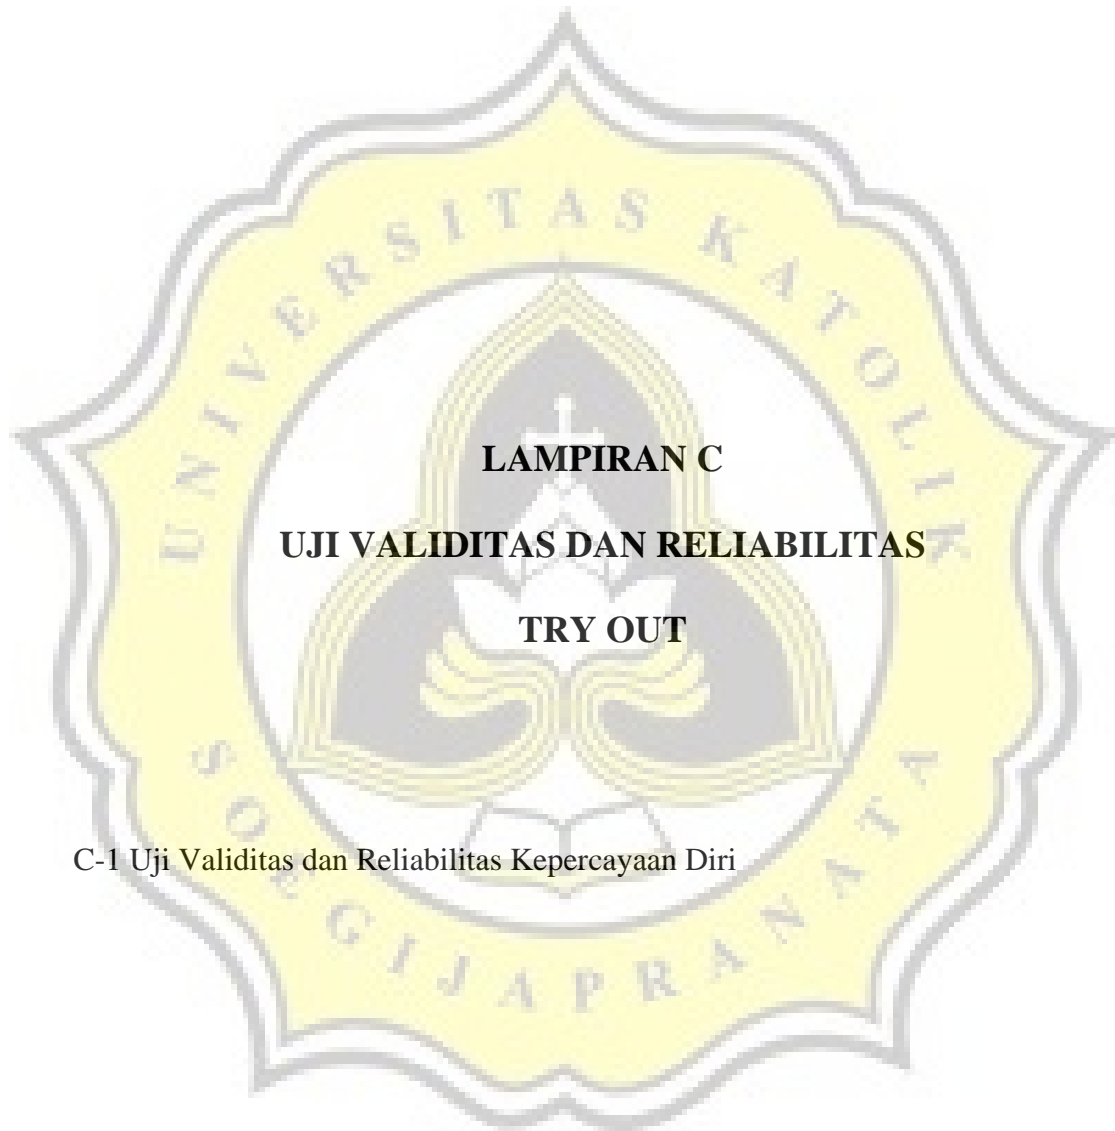 UNIVERSITAS KATOLIK
LAMPIRAN C
UJI VALIDITAS DAN RELIABILITAS
TRY OUT
C-1 Uji Validitas dan Reliabilitas Kepercayaan Diri
SOEGIJAPRANATA